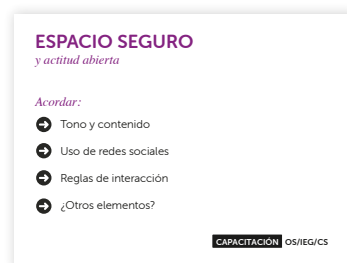 ESPACIO SEGURO
y actitud abierta
Acordar:
Tono y contenido
Uso de redes sociales
Reglas de interacción
¿Otros elementos?
CAPACITACIÓN OS/IEG/CS